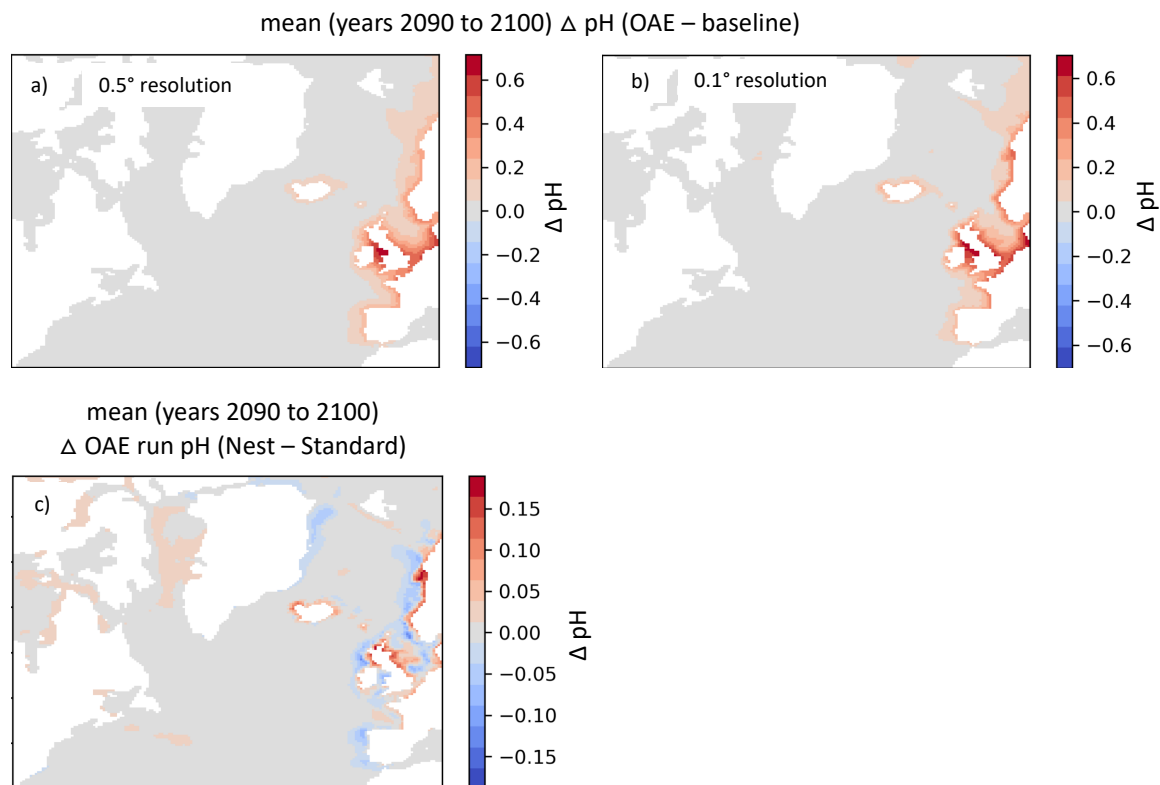 mean (years 2090 to 2100) △ pH (OAE – baseline)
a) 0.5° resolution
0.6
0.4
0.2
0.0
−0.2
−0.4
−0.6
Δ pH
b) 0.1° resolution
0.6
0.4
0.2
0.0
−0.2
−0.4
−0.6
Δ pH
mean (years 2090 to 2100)
△ OAE run pH (Nest – Standard)
c)
0.15
0.10
0.05
0.00
−0.05
−0.10
−0.15
Δ pH